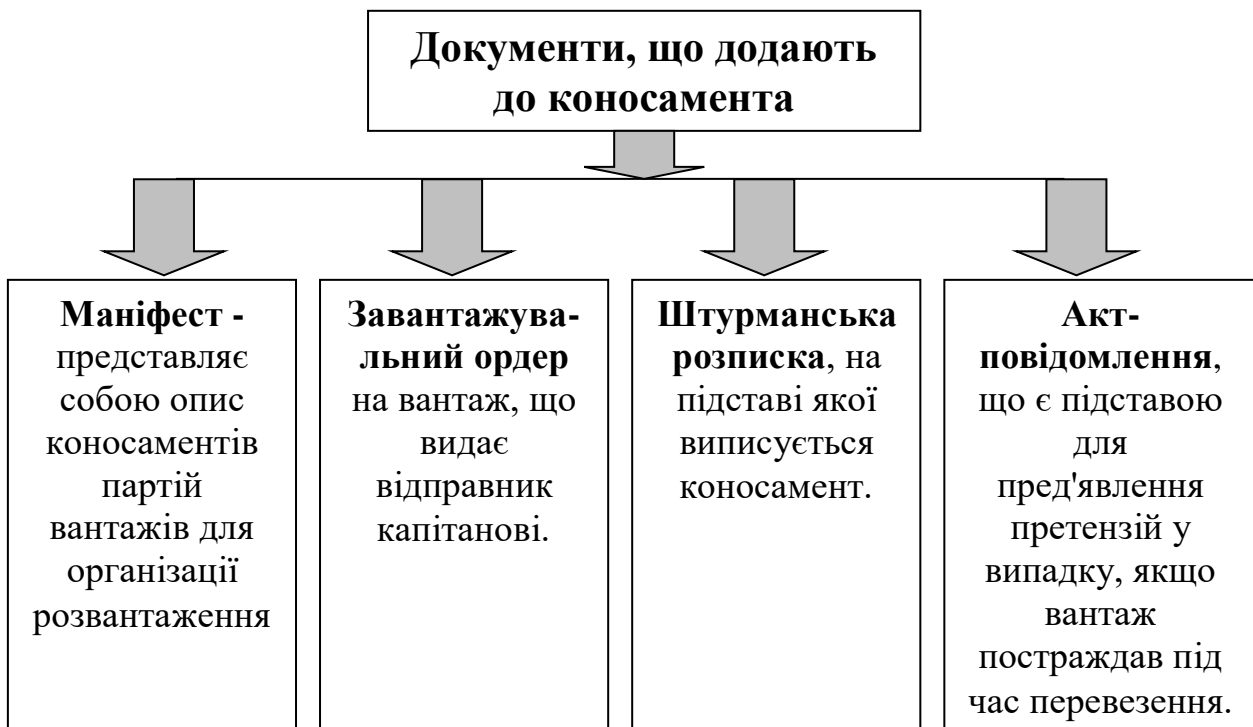 Документи, що додають
до коносамента
Маніфест -
представляє
собою опис
коносаментів
партій
вантажів для
організації
розвантаження
Завантажува-
льний ордер
на вантаж, що
видає
відправник
капітанові.
Штурманська
розписка, на
підставі якої
виписується
коносамент.
Акт-
повідомлення,
що є підставою
для
пред'явлення
претензій у
випадку, якщо
вантаж
постраждав під
час перевезення.